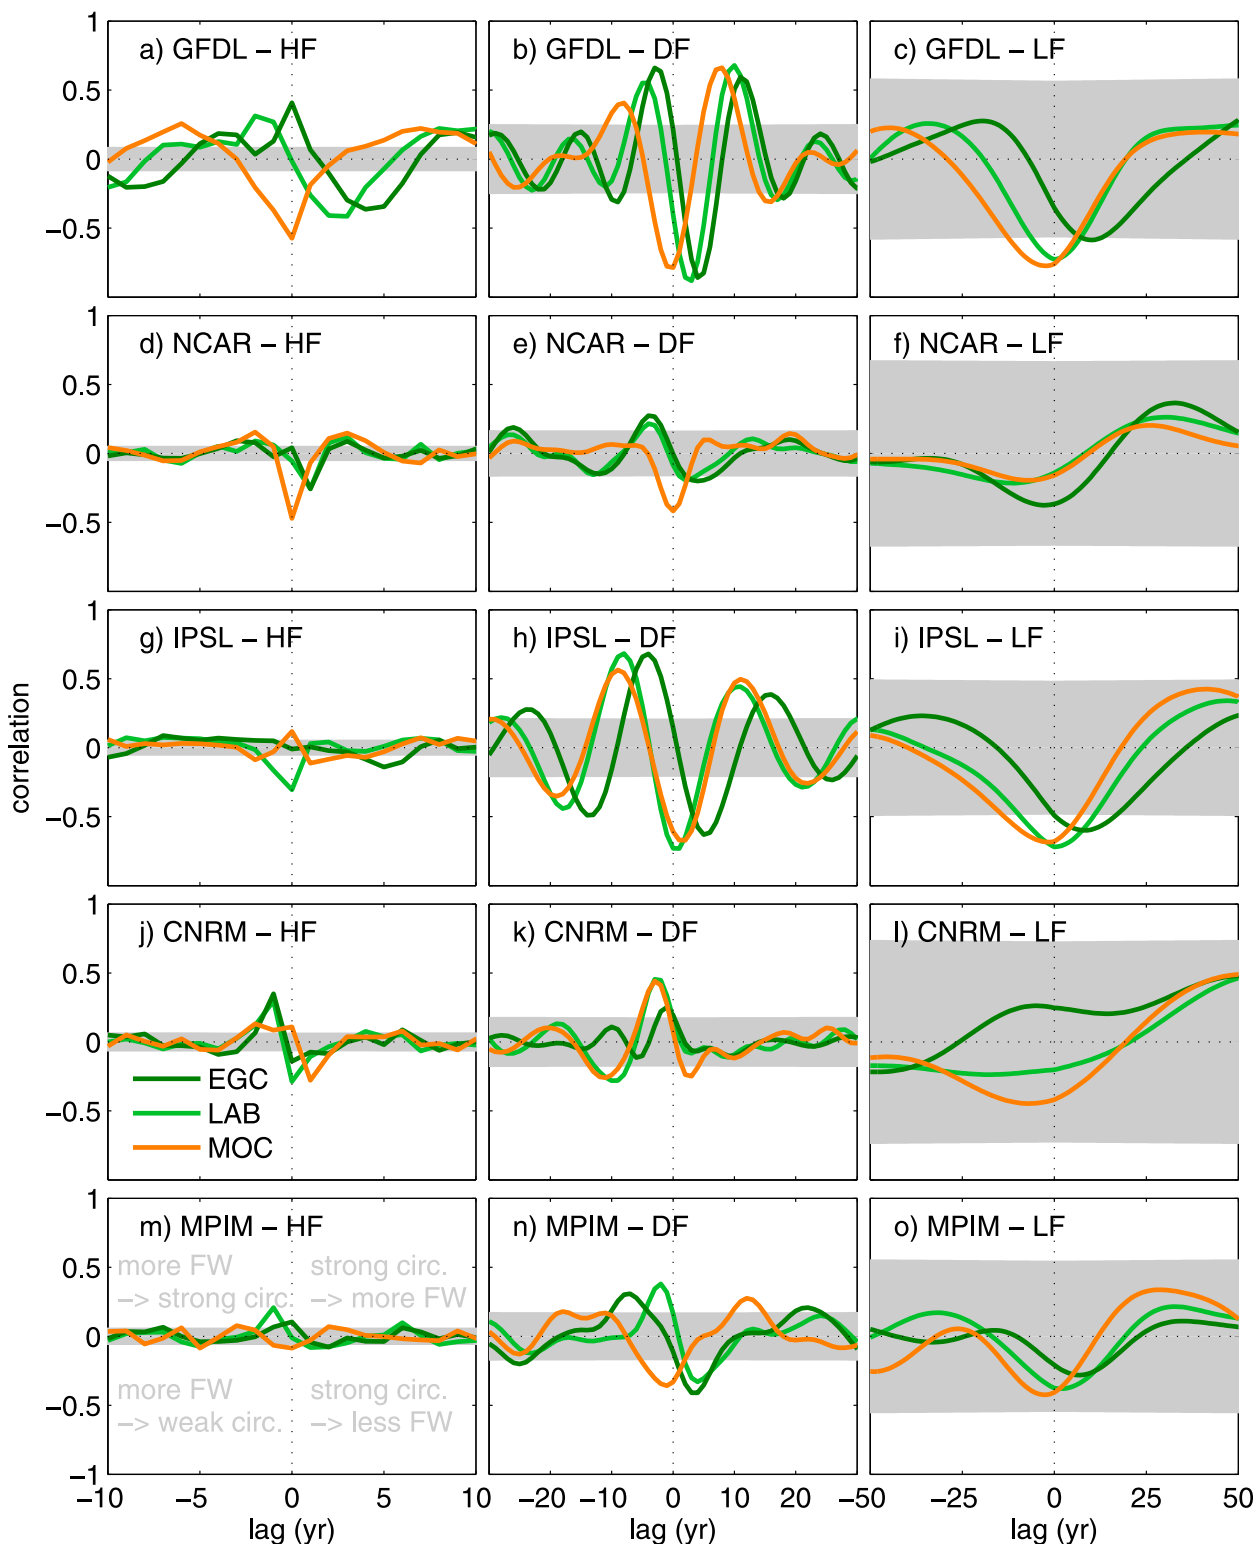 a) GFDL – HF
b) GFDL – DF
c) GFDL – LF
1
0.5
0
−0.5
−10
−5
0
5
10
d) NCAR – HF
e) NCAR – DF
f) NCAR – LF
1
0.5
0
−0.5
g) IPSL – HF
h) IPSL – DF
i) IPSL – LF
1
0.5
0
−0.5
correlation
j) CNRM – HF
k) CNRM – DF
l) CNRM – LF
1
0.5
0
−0.5
EGC
LAB
MOC
m) MPIM – HF
n) MPIM – DF
o) MPIM – LF
1
0.5
0
−0.5
−1
more FW
−> strong circ.
strong circ.
−> more FW
more FW
−> weak circ.
strong circ.
−> less FW
−20
−10
0
10
20
−50
−25
0
25
50
lag (yr)
lag (yr)
lag (yr)